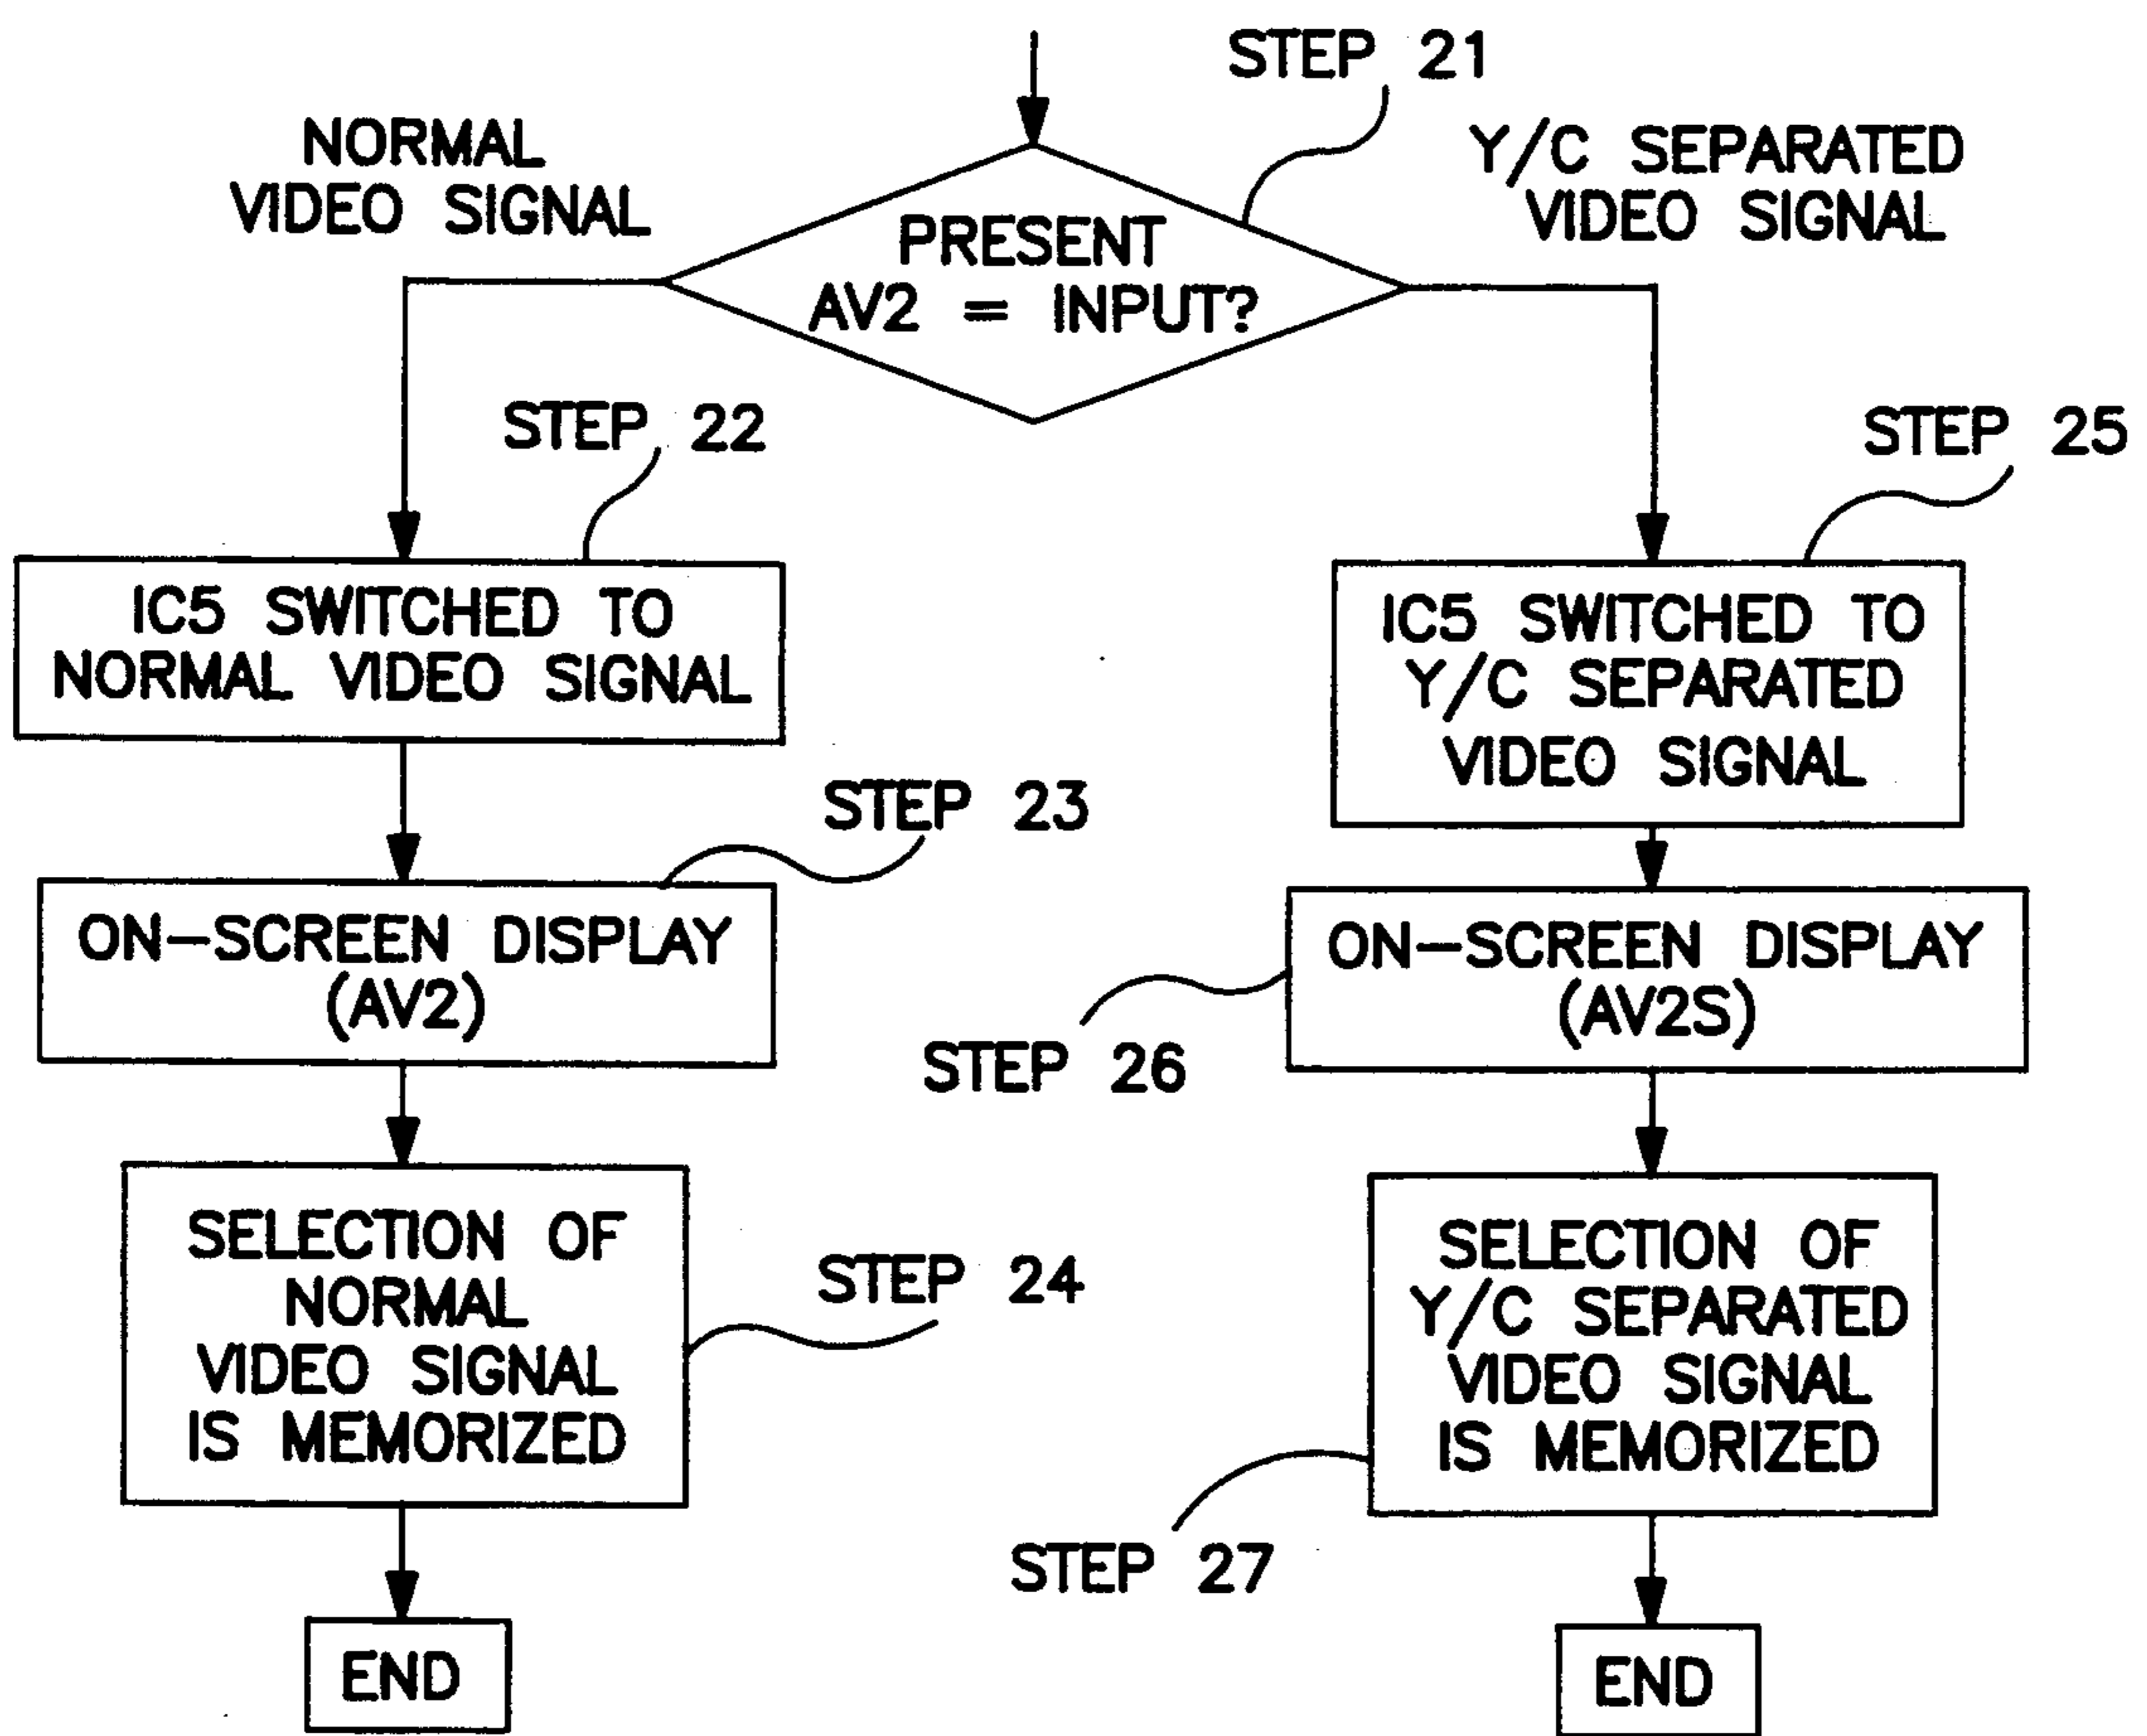 STEP 21
NORMAL
VIDEO SIGNAL
Y/C SEPARATED
VIDEO SIGNAL
PRESENT
AV2 = INPUT?
STEP 22
STEP 25
IC5 SWITCHED TO
NORMAL VIDEO SIGNAL
IC5 SWITCHED TO
Y/C SEPARATED
VIDEO SIGNAL
STEP 23
ON-SCREEN DISPLAY
(AV2)
ON-SCREEN DISPLAY
(AV2S)
STEP 26
SELECTION OF
NORMAL
VIDEO SIGNAL
IS MEMORIZED
STEP 24
SELECTION OF
Y/C SEPARATED
VIDEO SIGNAL
IS MEMORIZED
STEP 27
END
END